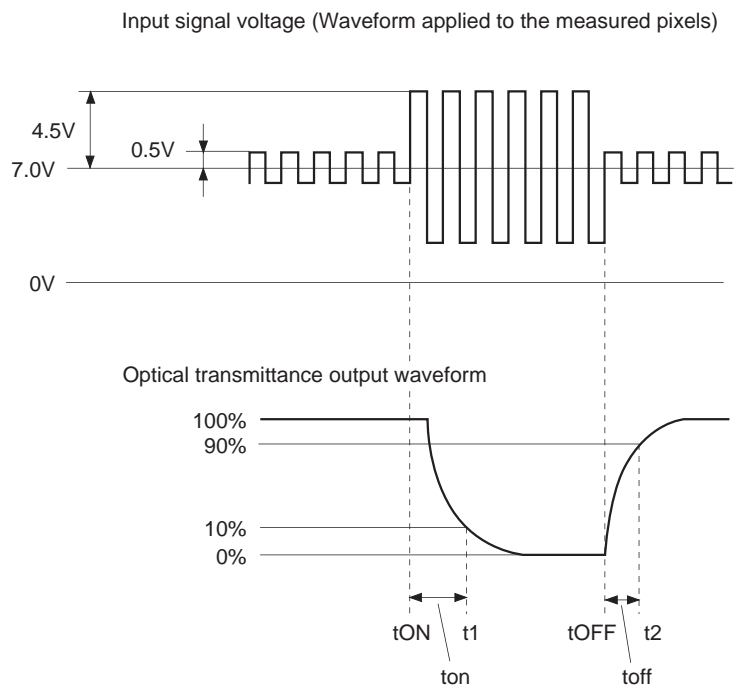 Input signal voltage (Waveform applied to the measured pixels)
4.5V
0.5V
7.0V
0V
Optical transmittance output waveform
100%
90%
10%
0%
tON t1 tOFF t2
ton toff